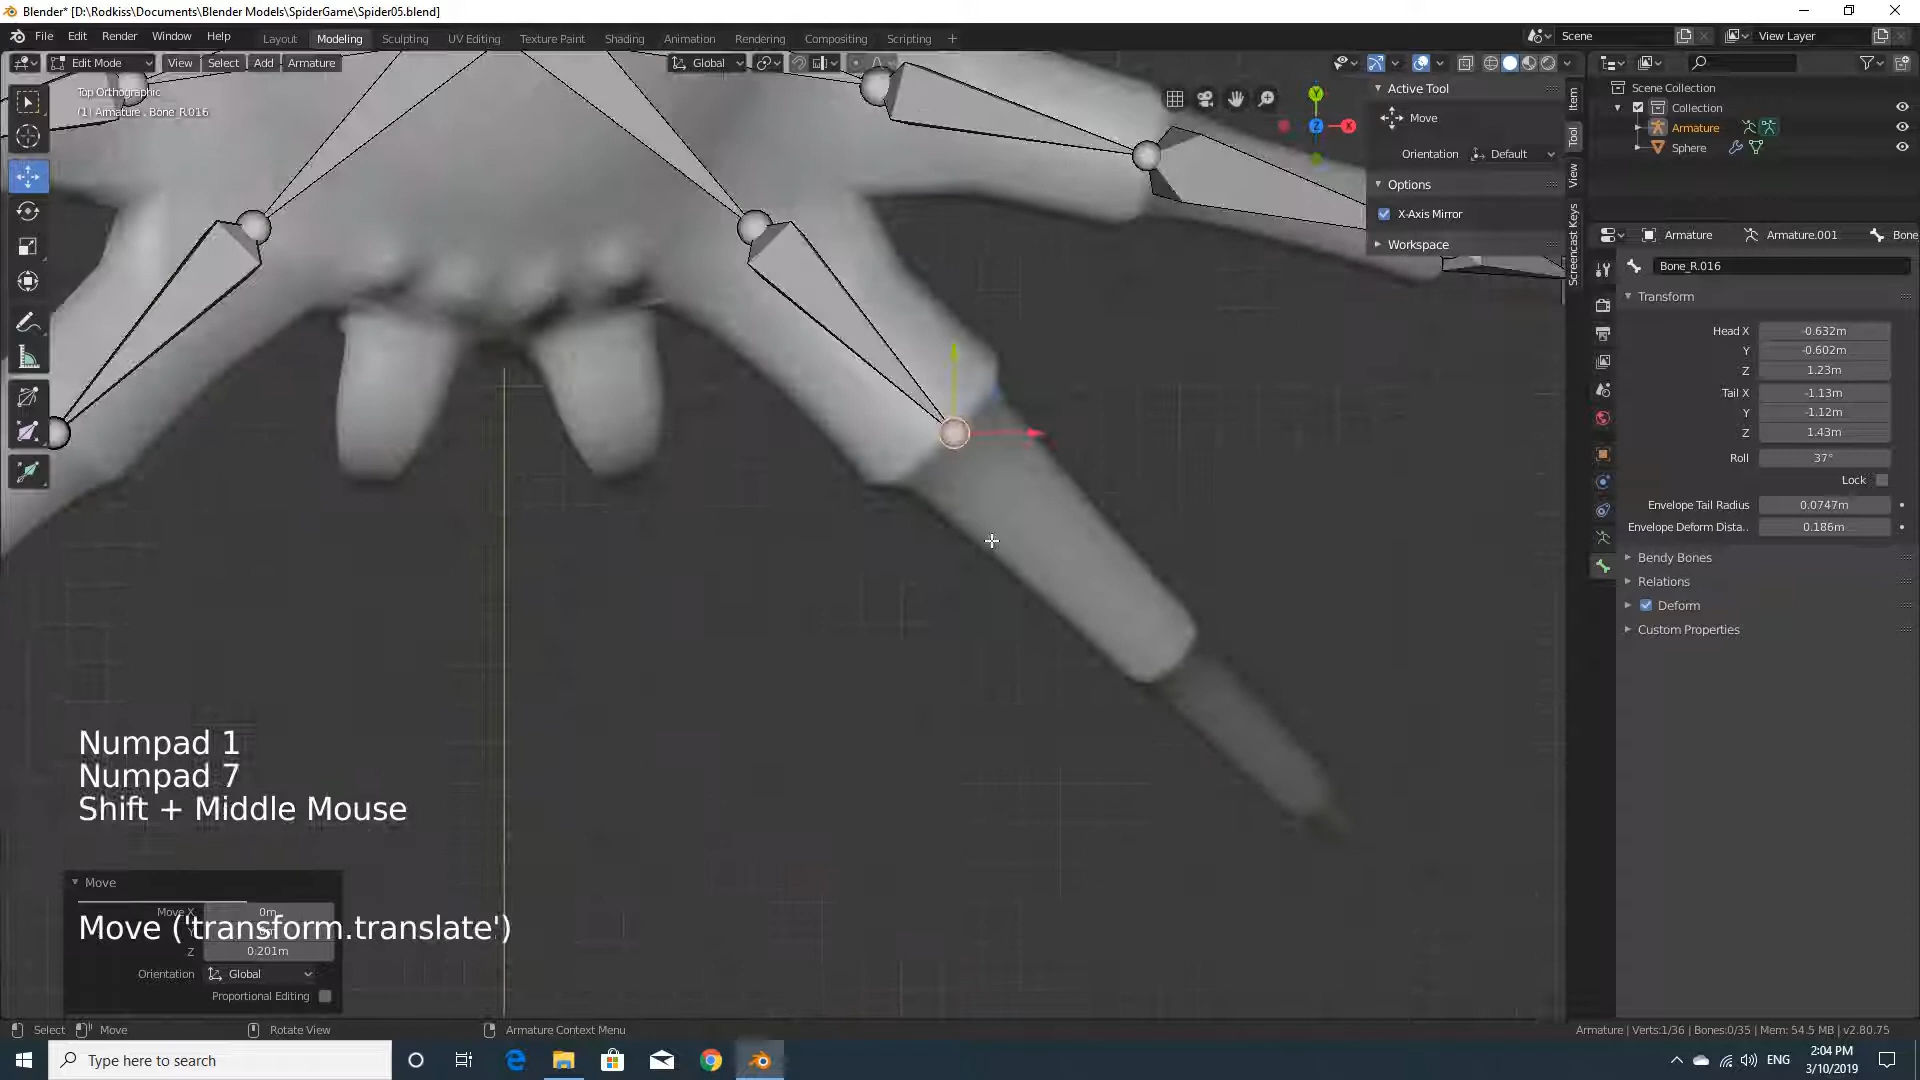 Blender* [D:\Rodkiss\Documents\Blender Models\SpiderGame\Spider05.blend]
File Edit Render Window Help
Layout Modeling Sculpting UV Editing Texture Paint Shading Animation Rendering Compositing Scripting +
Scene
View Layer
Edit Mode View Select Add Armature
Global
Top Orthographic
(1) Armature . Bone_R.016
Y
X
Z
Active Tool
Move
Orientation Default
Options
X-Axis Mirror
Workspace
Item
Tool
View
Screencast Keys
Scene Collection
Collection
Armature
Sphere
Armature Armature.001 Bone
Bone_R.016
Transform
Head X -0.632m
Y -0.602m
Z 1.23m
Tail X -1.13m
Y -1.12m
Z 1.43m
Roll 37°
Lock
Envelope Tail Radius 0.0747m
Envelope Deform Dista.. 0.186m
Bendy Bones
Relations
Deform
Custom Properties
Numpad 1
Numpad 7
Shift + Middle Mouse
Move
Move X 0m
Move ('transform.translate')
Z 0.201m
Orientation Global
Proportional Editing
Select Move Rotate View Armature Context Menu
Armature | Verts:1/36 | Bones:0/35 | Mem: 54.5 MB | v2.80.75
Type here to search
ENG
2:04 PM
3/10/2019